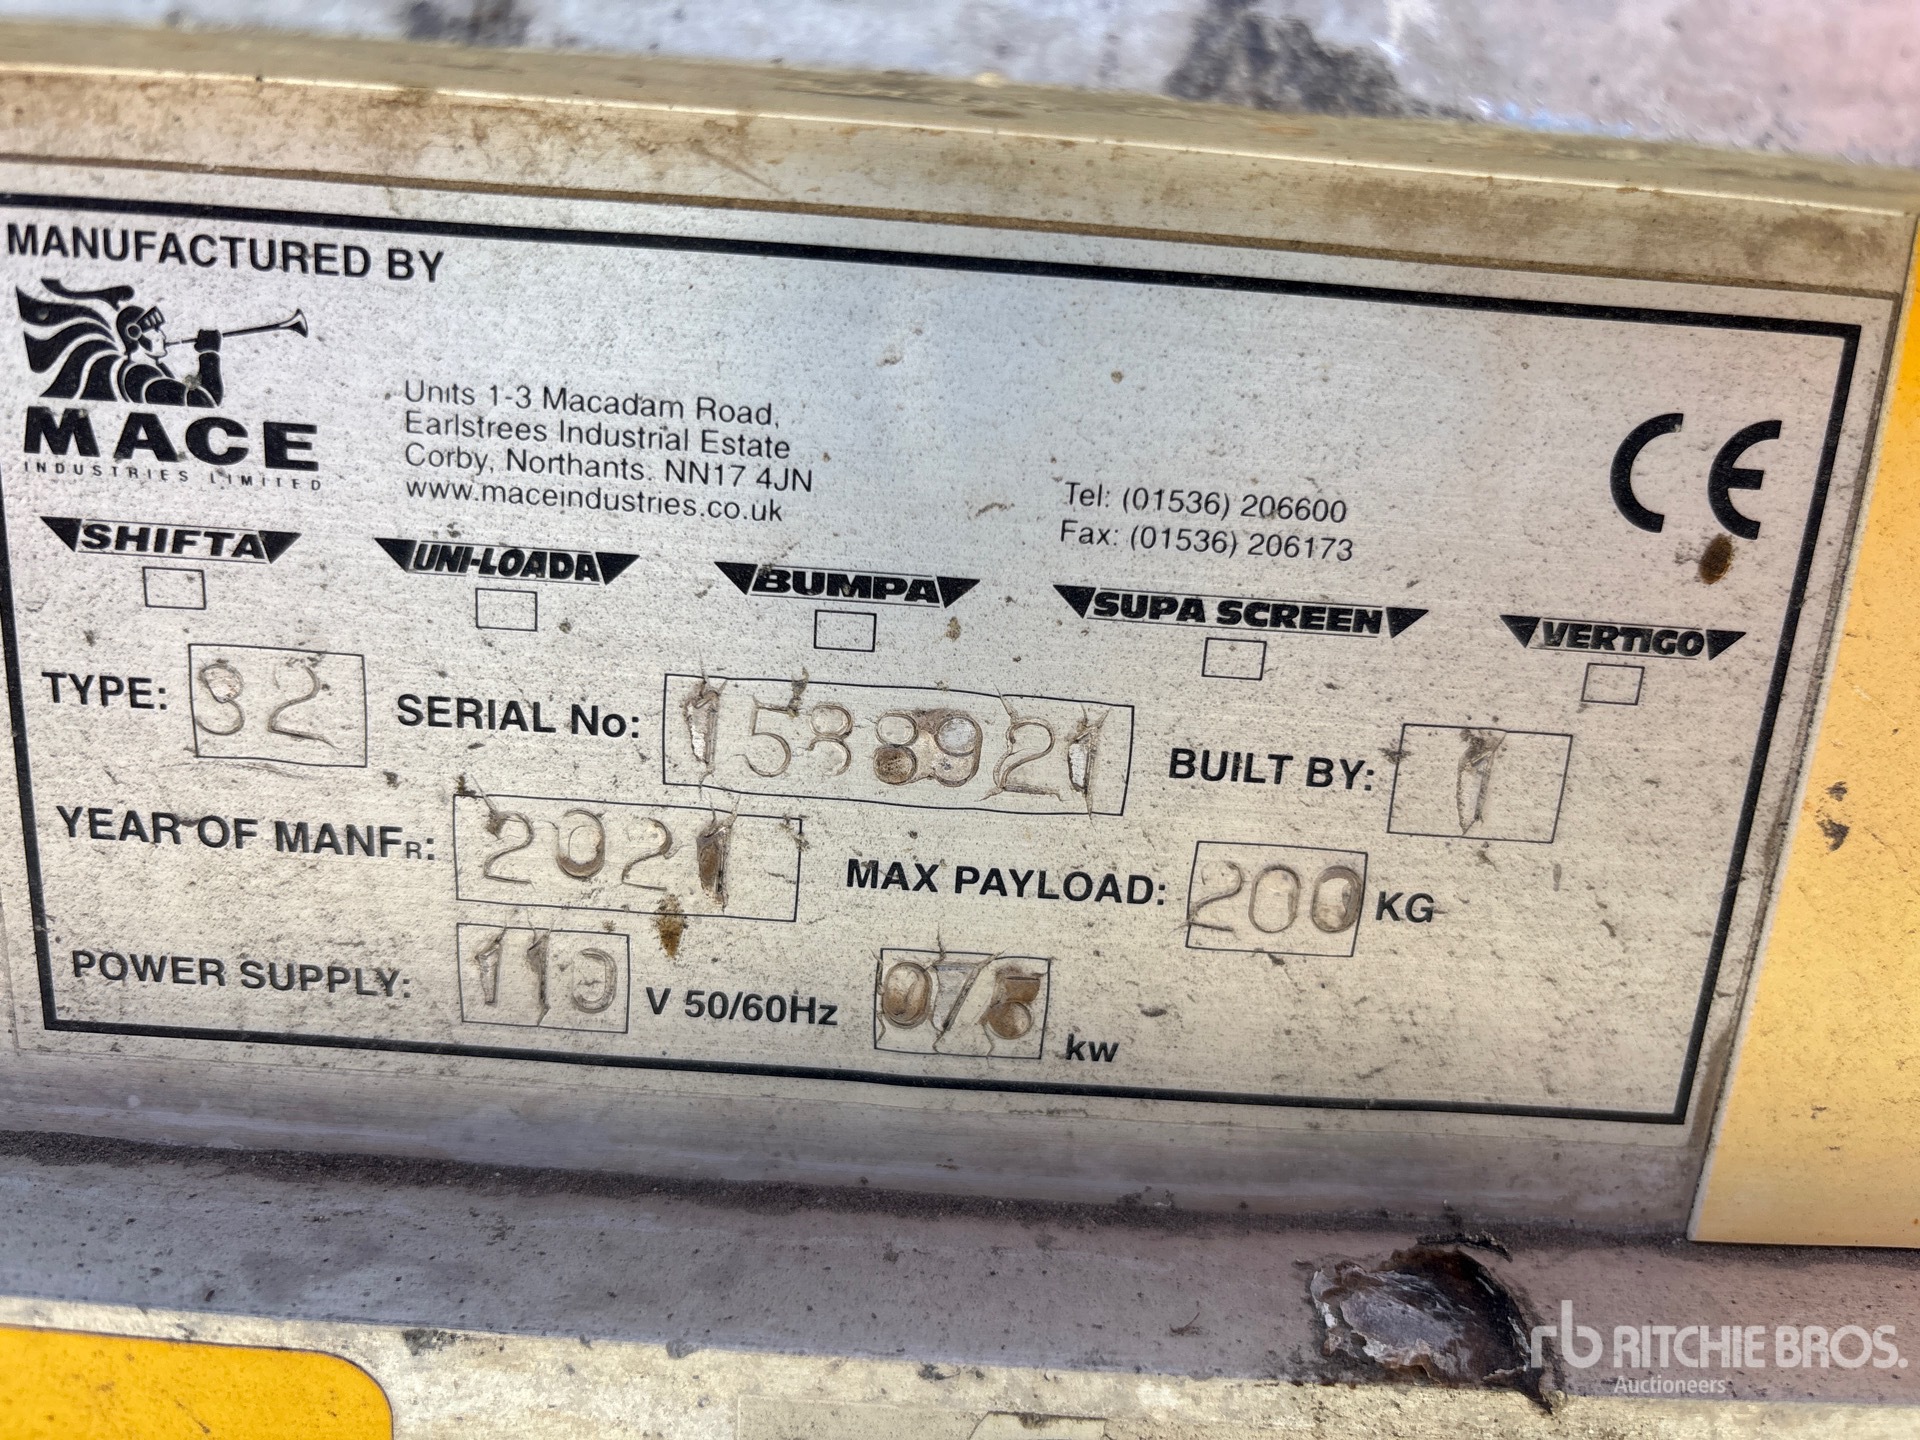 MANUFACTURED BY
MACE
INDUSTRIES LIMITED
Units 1-3 Macadam Road,
Earlstrees Industrial Estate
Corby, Northants. NN17 4JN
www.maceindustries.co.uk
Tel: (01536) 206600
Fax: (01536) 206173
CE
SHIFTA UNI-LOADA BUMPA SUPA SCREEN VERTIGO
TYPE: SERIAL No: BUILT BY: 1
YEAR OF MANFR: 2021 MAX PAYLOAD: 200 KG
POWER SUPPLY: 110 V 50/60Hz kw
rb RITCHIE BROS.
Auctioneers